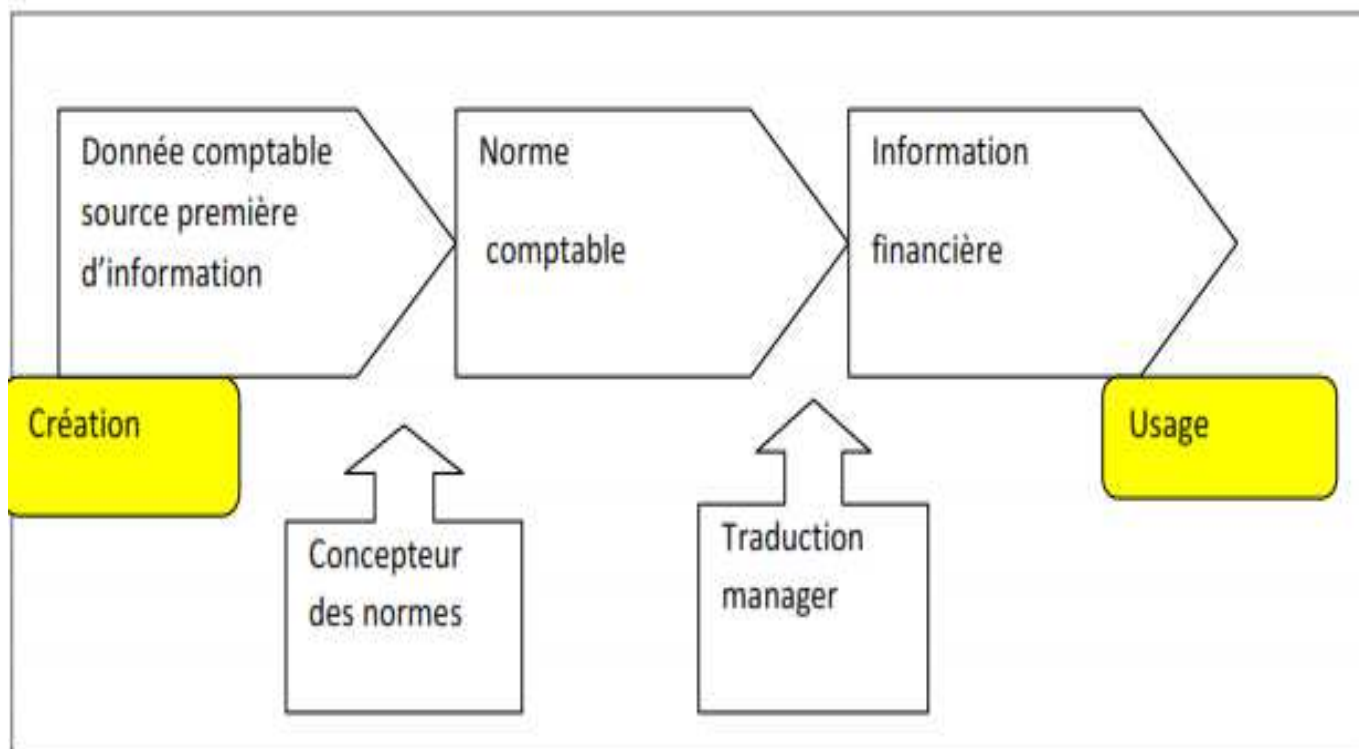 Donnée comptable
source première
d'information
Norme
comptable
Information
financière
Création
Usage
Concepteur
des normes
Traduction
manager